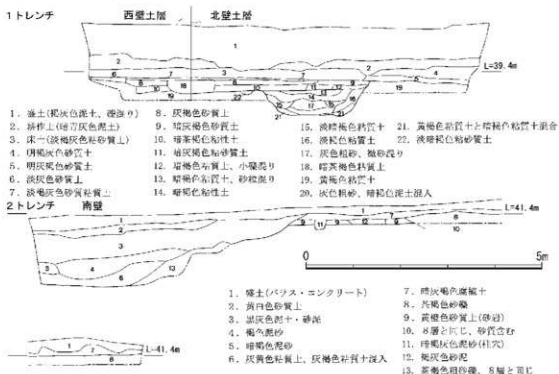 1トレンチ 西壁土層 北壁土層
L=39.4m
1. 盛土(褐灰色泥土、礫混り)
2. 耕作土(暗青灰色泥土)
3. 床土(淡褐灰色砂質粘土)
4. 明褐灰色砂質土
5. 明灰褐色砂質土
6. 淡灰色砂質土
7. 淡褐灰色砂質粘質土
8. 灰褐色砂質土
9. 暗灰褐色砂質土
10. 暗茶褐色粘性土
11. 暗灰褐色粘砂質土
12. 暗褐色粘質土、小礫混り
13. 暗褐色粘質土、砂粒混り
14. 暗褐色粘性土
15. 淡暗褐色粘質土
16. 淡褐色粘質土
17. 灰色粗砂、微砂混り
18. 暗茶褐色粘質土
19. 黄褐色粘質土
20. 灰色粗砂、暗褐色泥土混入
21. 黄褐色粘質土と暗褐色粘質土混合
22. 淡暗褐色粘砂質土
2トレンチ 南壁
L=41.4m
0 5m
L=41.4m
1. 盛土(バラス・コンクリート)
2. 黄白色砂質土
3. 黒灰色泥土・砂泥
4. 褐色泥砂
5. 暗褐色泥砂
6. 灰黄色粘質土、灰褐色粘質土混入
7. 暗灰褐色腐植土
8. 茶褐色砂礫
9. 黄橙色砂質土
10. 8層と同じ、砂質含む
11. 暗褐灰色泥砂(柱穴)
12. 褐灰色砂泥
13. 茶褐色粗砂礫、8層と同じ